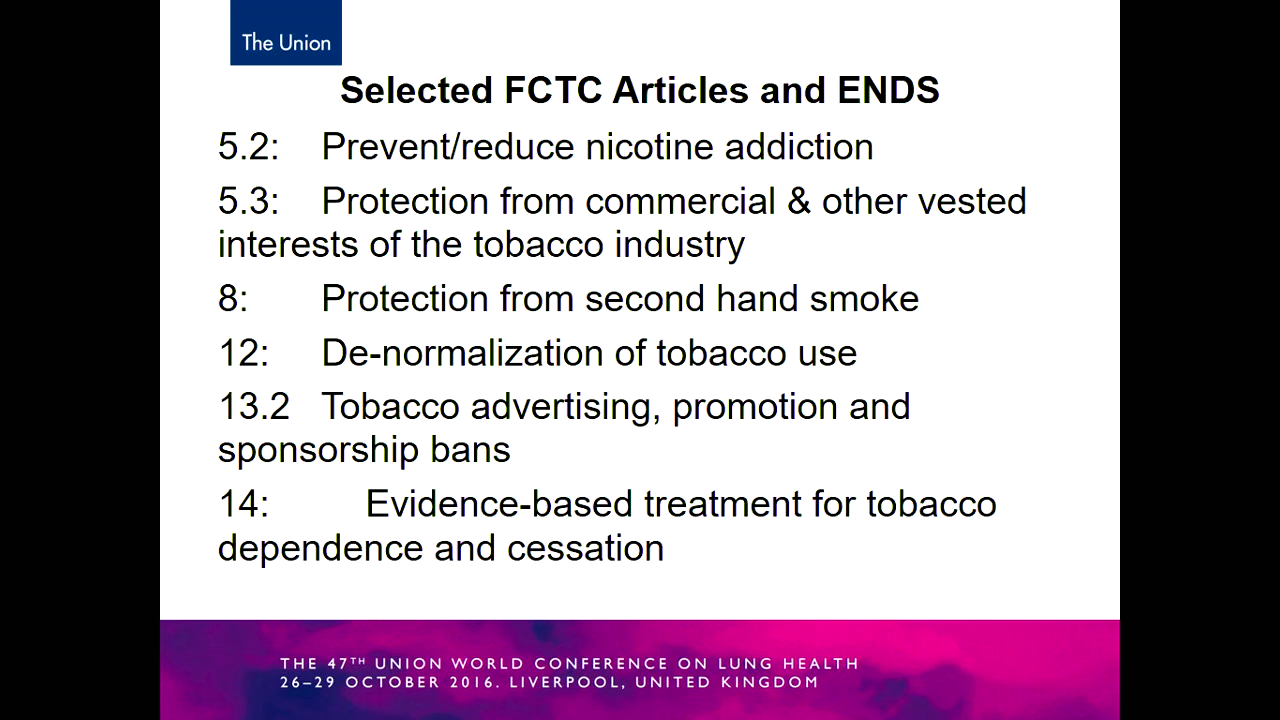 The Union
Selected FCTC Articles and ENDS
5.2: Prevent/reduce nicotine addiction
5.3: Protection from commercial & other vested
interests of the tobacco industry
8: Protection from second hand smoke
12: De-normalization of tobacco use
13.2 Tobacco advertising, promotion and
sponsorship bans
14: Evidence-based treatment for tobacco
dependence and cessation
THE 47TH UNION WORLD CONFERENCE ON LUNG HEALTH
26–29 OCTOBER 2016. LIVERPOOL, UNITED KINGDOM